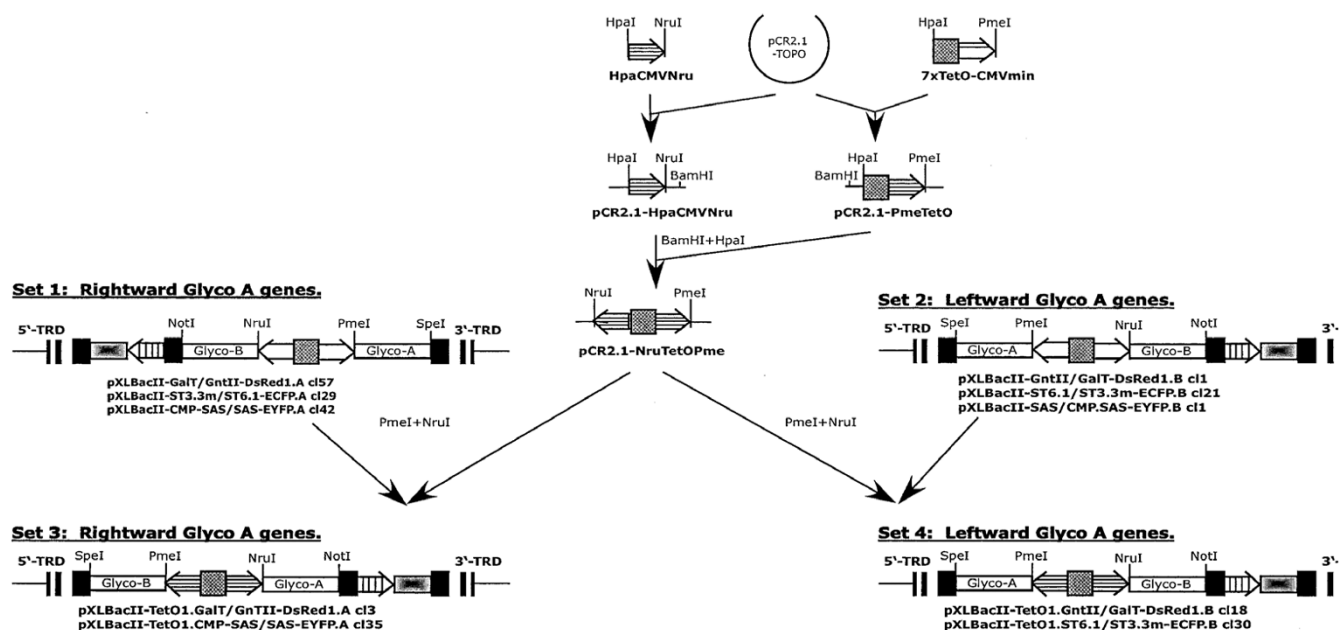 HpaI NruI
HpaCMVNru
pCR2.1
-TOPO
HpaI PmeI
7xTetO-CMVmin
HpaI NruI
BamHI
pCR2.1-HpaCMVNru
HpaI PmeI
BamHI
pCR2.1-PmeTetO
BamHI+HpaI
NruI PmeI
pCR2.1-NruTetOPme
Set 1: Rightward Glyco A genes.
5'-TRD NotI NruI PmeI SpeI 3'-TRD
Glyco-B Glyco-A
pXLBacII-GalT/GntII-DsRed1.A cl57
pXLBacII-ST3.3m/ST6.1-ECFP.A cl29
pXLBacII-CMP-SAS/SAS-EYFP.A cl42
Set 2: Leftward Glyco A genes.
5'-TRD SpeI PmeI NruI NotI 3'-
Glyco-A Glyco-B
pXLBacII-GntII/GalT-DsRed1.B cl1
pXLBacII-ST6.1/ST3.3m-ECFP.B cl21
pXLBacII-SAS/CMP.SAS-EYFP.B cl1
PmeI+NruI
PmeI+NruI
Set 3: Rightward Glyco A genes.
5'-TRD SpeI PmeI NruI NotI 3'-TRD
Glyco-B Glyco-A
pXLBacII-TetO1.GalT/GnTII-DsRed1.A cl3
pXLBacII-TetO1.CMP-SAS/SAS-EYFP.A cl35
Set 4: Leftward Glyco A genes.
5'-TRD SpeI PmeI NruI NotI 3'-TRD
Glyco-A Glyco-B
pXLBacII-TetO1.GntII/GalT-DsRed1.B cl18
pXLBacII-TetO1.ST6.1/ST3.3m-ECFP.B cl30